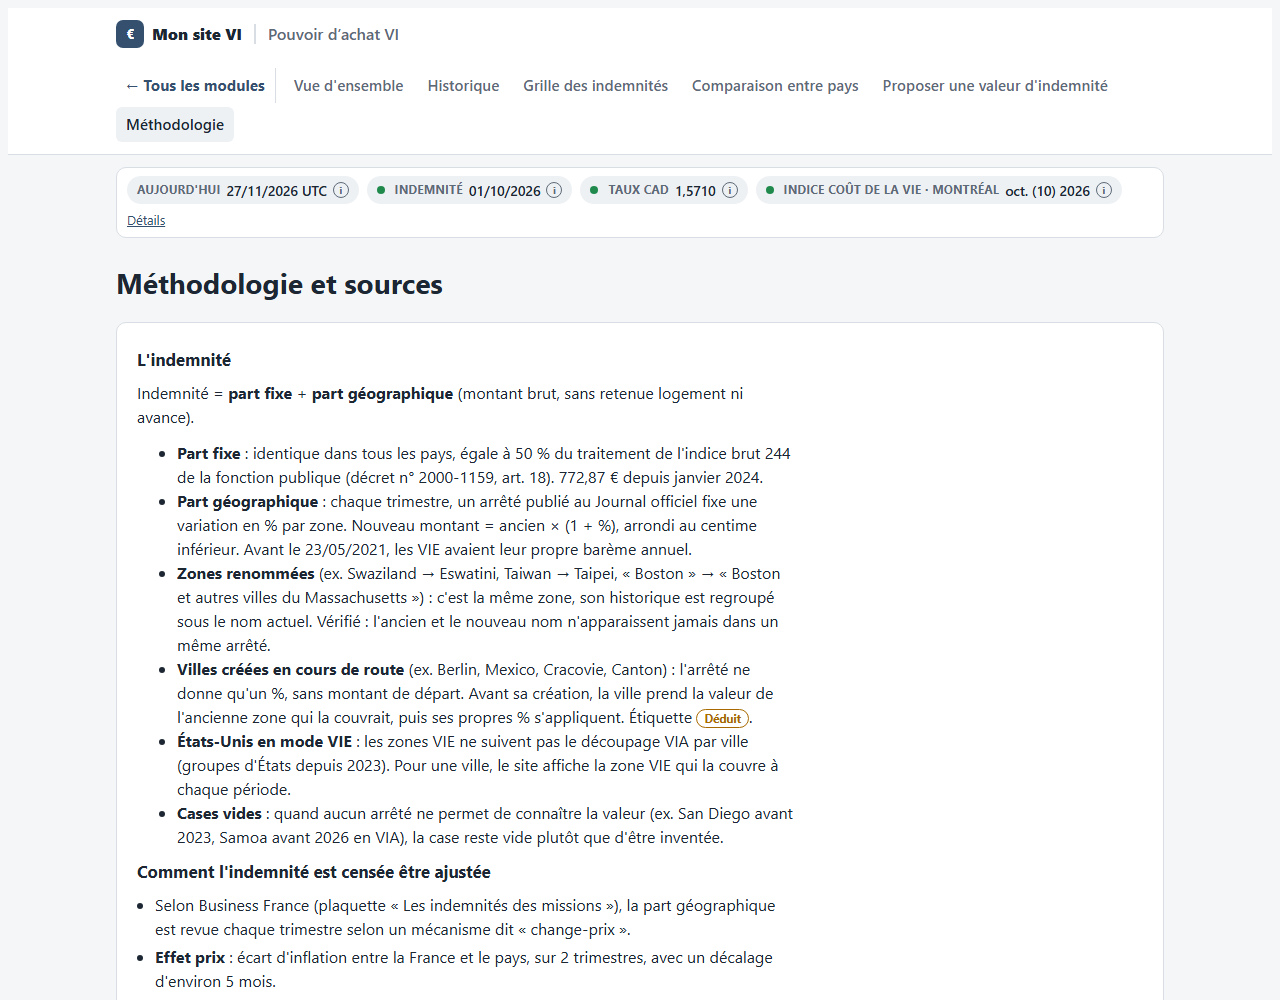 € Mon site VI Pouvoir d’achat VI
← Tous les modules Vue d'ensemble Historique Grille des indemnités Comparaison entre pays Proposer une valeur d'indemnité
Méthodologie
AUJOURD'HUI 27/11/2026 UTC i INDEMNITÉ 01/10/2026 i TAUX CAD 1,5710 i INDICE COÛT DE LA VIE · MONTRÉAL oct. (10) 2026 i
Détails
Méthodologie et sources
L'indemnité
Indemnité = part fixe + part géographique (montant brut, sans retenue logement ni
avance).
• Part fixe : identique dans tous les pays, égale à 50 % du traitement de l'indice brut 244
de la fonction publique (décret n° 2000-1159, art. 18). 772,87 € depuis janvier 2024.
• Part géographique : chaque trimestre, un arrêté publié au Journal officiel fixe une
variation en % par zone. Nouveau montant = ancien × (1 + %), arrondi au centime
inférieur. Avant le 23/05/2021, les VIE avaient leur propre barème annuel.
• Zones renommées (ex. Swaziland → Eswatini, Taiwan → Taipei, « Boston » → « Boston
et autres villes du Massachusetts ») : c'est la même zone, son historique est regroupé
sous le nom actuel. Vérifié : l'ancien et le nouveau nom n'apparaissent jamais dans un
même arrêté.
• Villes créées en cours de route (ex. Berlin, Mexico, Cracovie, Canton) : l'arrêté ne
donne qu'un %, sans montant de départ. Avant sa création, la ville prend la valeur de
l'ancienne zone qui la couvrait, puis ses propres % s'appliquent. Étiquette Déduit.
• États-Unis en mode VIE : les zones VIE ne suivent pas le découpage VIA par ville
(groupes d'États depuis 2023). Pour une ville, le site affiche la zone VIE qui la couvre à
chaque période.
• Cases vides : quand aucun arrêté ne permet de connaître la valeur (ex. San Diego avant
2023, Samoa avant 2026 en VIA), la case reste vide plutôt que d'être inventée.
Comment l'indemnité est censée être ajustée
• Selon Business France (plaquette « Les indemnités des missions »), la part géographique
est revue chaque trimestre selon un mécanisme dit « change-prix ».
• Effet prix : écart d'inflation entre la France et le pays, sur 2 trimestres, avec un décalage
d'environ 5 mois.